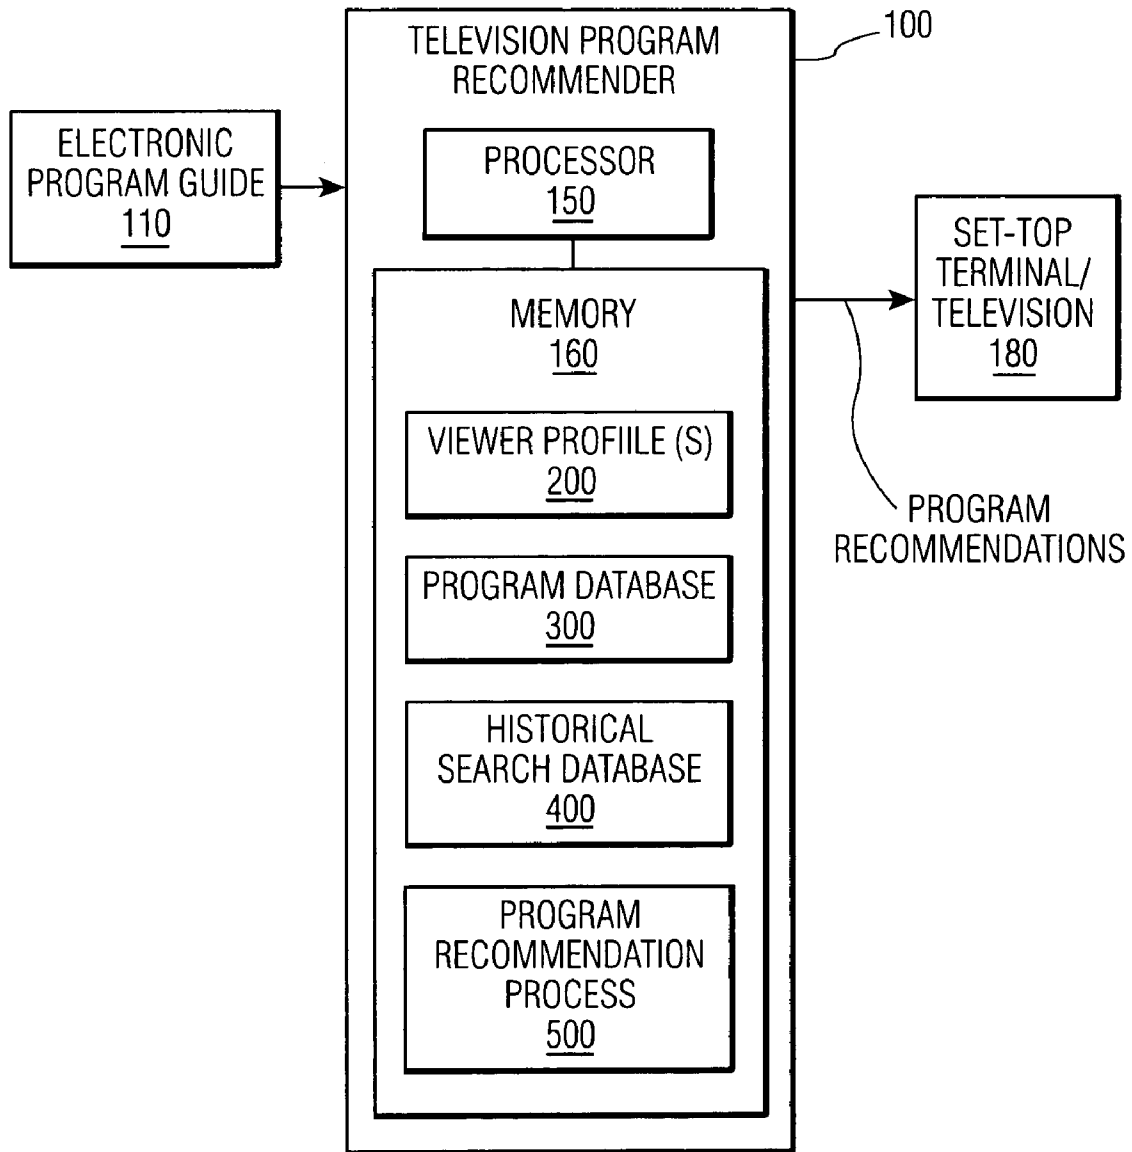 TELEVISION PROGRAM
RECOMMENDER
100
ELECTRONIC
PROGRAM GUIDE
110
PROCESSOR
150
SET-TOP
TERMINAL/
TELEVISION
180
MEMORY
160
VIEWER PROFIILE (S)
200
PROGRAM
RECOMMENDATIONS
PROGRAM DATABASE
300
HISTORICAL
SEARCH DATABASE
400
PROGRAM
RECOMMENDATION
PROCESS
500